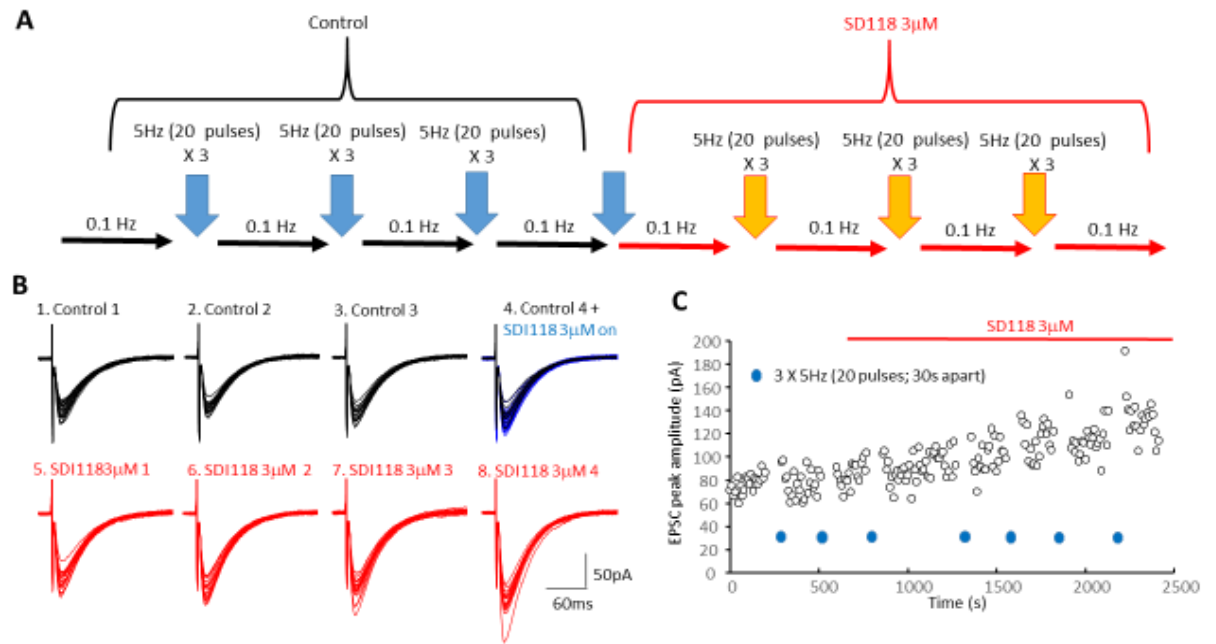 A
Control
SD118 3µM
5Hz (20 pulses) 5Hz (20 pulses) 5Hz (20 pulses)
X 3 X 3 X 3
5Hz (20 pulses) 5Hz (20 pulses) 5Hz (20 pulses)
X 3 X 3 X 3
0.1 Hz 0.1 Hz 0.1 Hz 0.1 Hz 0.1 Hz 0.1 Hz 0.1 Hz 0.1 Hz
B
1. Control 1 2. Control 2 3. Control 3 4. Control 4 +
SDI118 3µM on
5. SDI1183µM 1 6. SDI118 3µM 2 7. SDI118 3µM 3 8. SDI118 3µM 4
50pA
60ms
C
SD118 3µM
3 X 5Hz (20 pulses; 30s apart)
EPSC peak amplitude (pA)
200
180
160
140
120
100
80
60
40
20
0
0 500 1000 1500 2000 2500
Time (s)